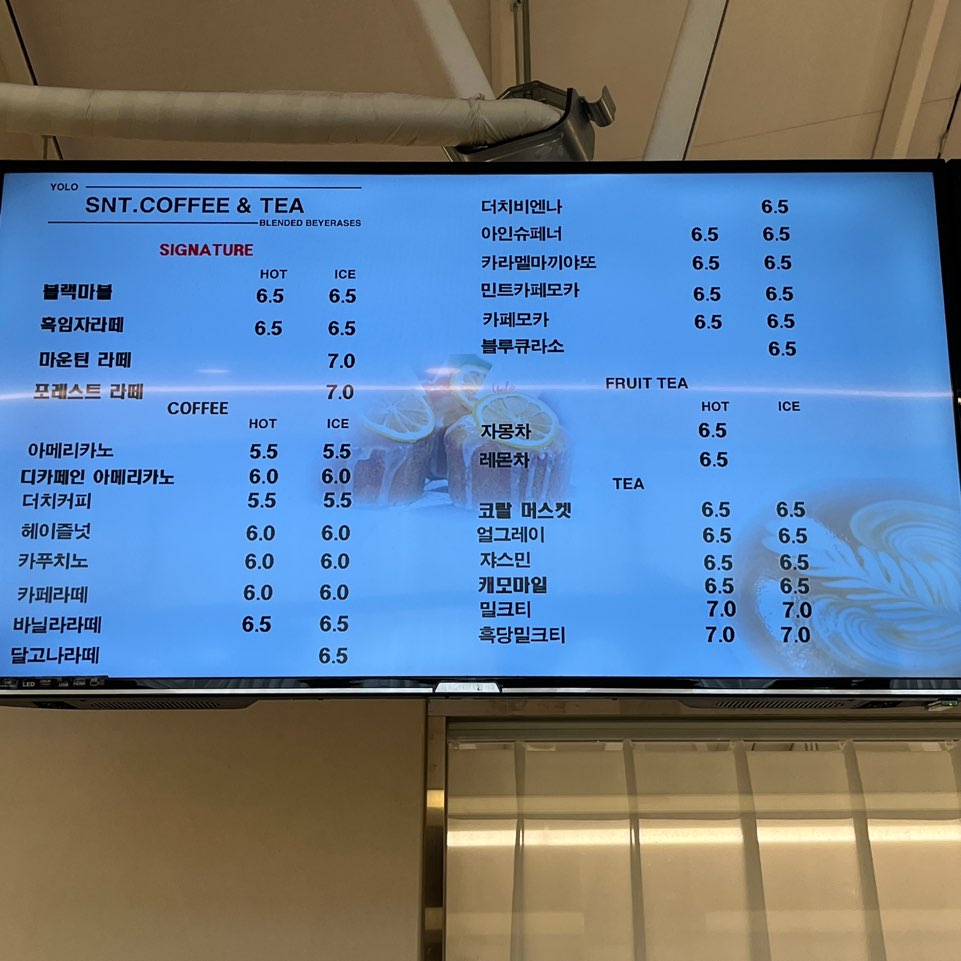 YOLO
SNT.COFFEE & TEA
BLENDED BEYERASES
SIGNATURE
HOT ICE
블랙마블 6.5 6.5
흑임자라떼 6.5 6.5
마운틴 라떼 7.0
포레스트 라떼 7.0
COFFEE
HOT ICE
아메리카노 5.5 5.5
디카페인 아메리카노 6.0 6.0
더치커피 5.5 5.5
헤이즐넛 6.0 6.0
카푸치노 6.0 6.0
카페라떼 6.0 6.0
바닐라라떼 6.5 6.5
달고나라떼 6.5
더치비엔나 6.5
아인슈페너 6.5 6.5
카라멜마끼야또 6.5 6.5
민트카페모카 6.5 6.5
카페모카 6.5 6.5
블루큐라소 6.5
FRUIT TEA
HOT ICE
자몽차 6.5
레몬차 6.5
TEA
코랄 머스켓 6.5 6.5
얼그레이 6.5 6.5
쟈스민 6.5 6.5
캐모마일 6.5 6.5
밀크티 7.0 7.0
흑당밀크티 7.0 7.0
Yolo
LED